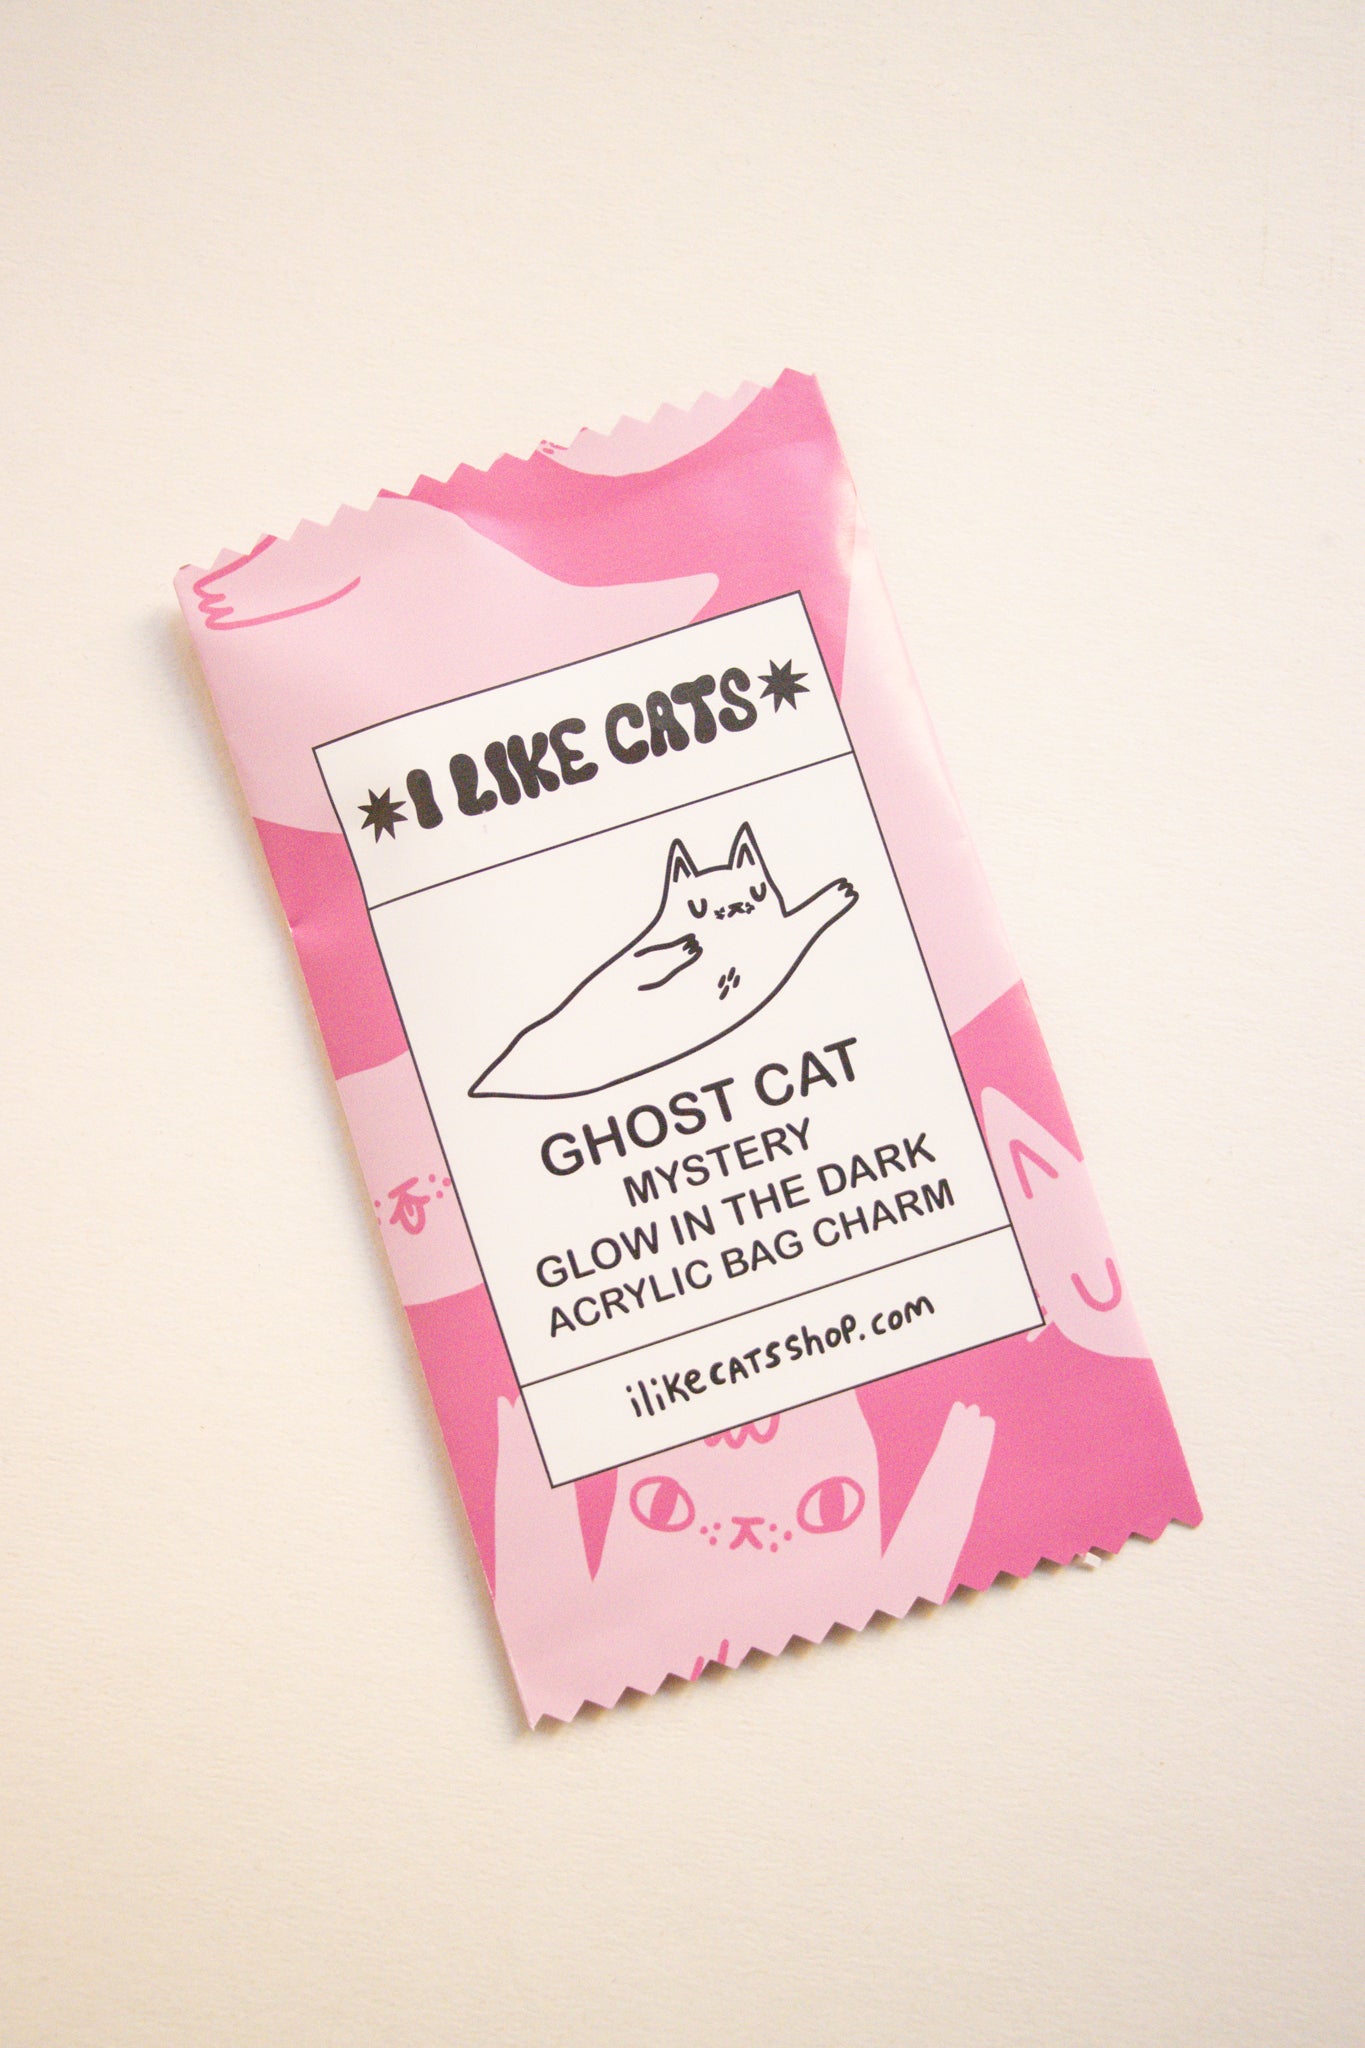 I LIKE CATS
GHOST CAT
MYSTERY
GLOW IN THE DARK
ACRYLIC BAG CHARM
ilikeCATSShoP.com